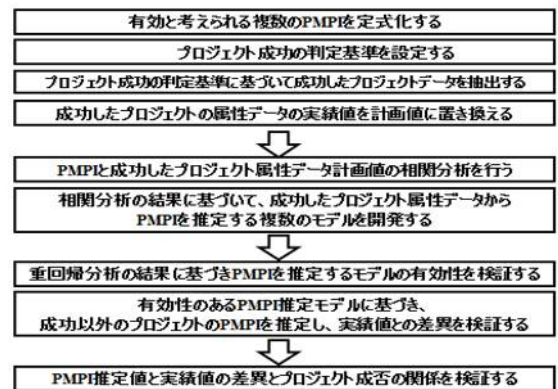 有効と考えられる複数のPMPIを定式化する
プロジェクト成功の判定基準を設定する
プロジェクト成功の判定基準に基づいて成功したプロジェクトデータを抽出する
成功したプロジェクトの属性データの実績値を計画値に置き換える
PMPIと成功したプロジェクト属性データ計画値の相関分析を行う
相関分析の結果に基づいて、成功したプロジェクト属性データから
PMPIを推定する複数のモデルを開発する
重回帰分析の結果に基づきPMPIを推定するモデルの有効性を検証する
有効性のあるPMPI推定モデルに基づき、
成功以外のプロジェクトのPMPIを推定し、実績値との差異を検証する
PMPI推定値と実績値の差異とプロジェクト成否の関係を検証する